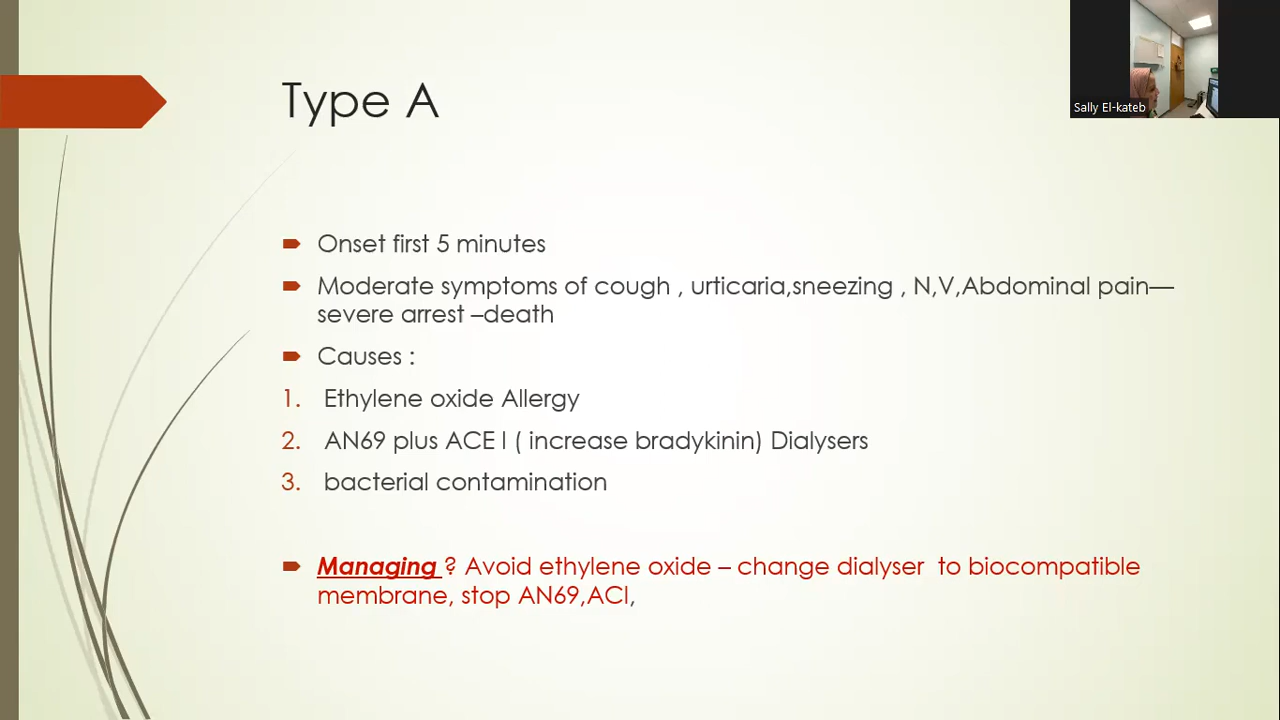 Type A
Sally El-kateb
Onset first 5 minutes
Moderate symptoms of cough , urticaria,sneezing , N,V,Abdominal pain—
severe arrest –death
Causes :
1. Ethylene oxide Allergy
2. AN69 plus ACE I ( increase bradykinin) Dialysers
3. bacterial contamination
Managing ? Avoid ethylene oxide – change dialyser to biocompatible
membrane, stop AN69,ACI,